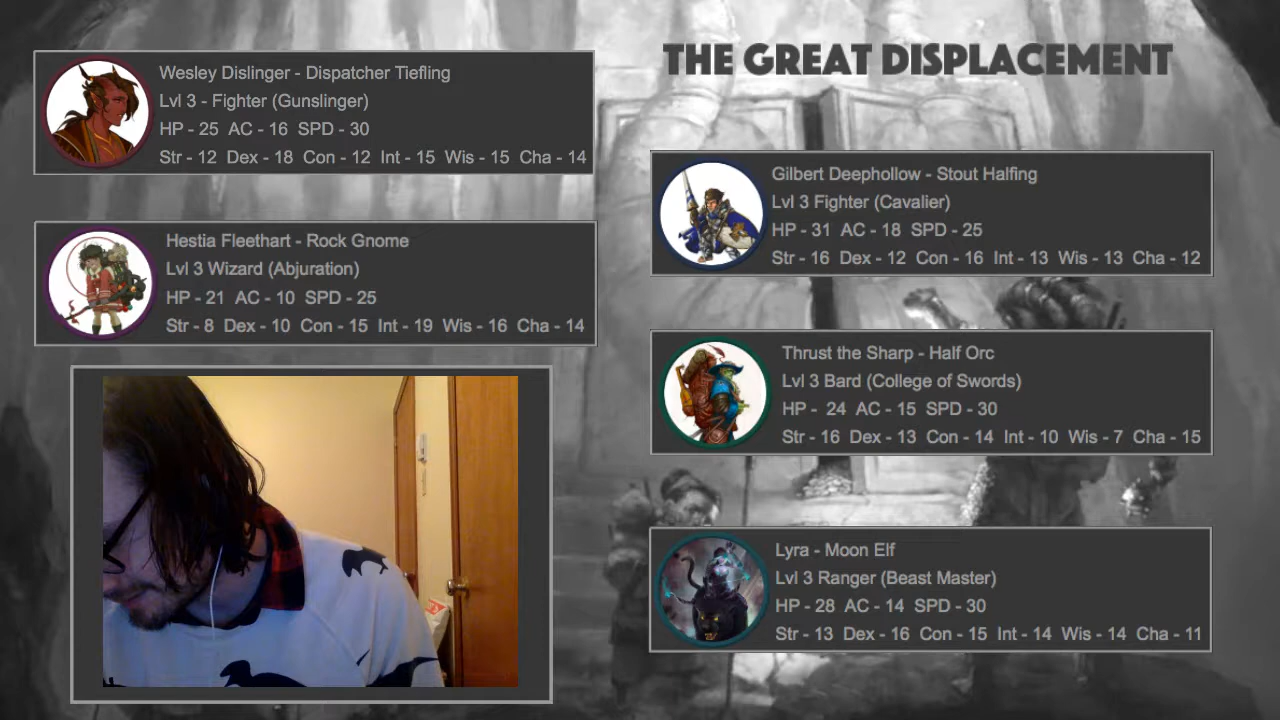 THE GREAT DISPLACEMENT
Wesley Dislinger - Dispatcher Tiefling
Lvl 3 - Fighter (Gunslinger)
HP - 25 AC - 16 SPD - 30
Str - 12 Dex - 18 Con - 12 Int - 15 Wis - 15 Cha - 14
Hestia Fleethart - Rock Gnome
Lvl 3 Wizard (Abjuration)
HP - 21 AC - 10 SPD - 25
Str - 8 Dex - 10 Con - 15 Int - 19 Wis - 16 Cha - 14
Gilbert Deephollow - Stout Halfing
Lvl 3 Fighter (Cavalier)
HP - 31 AC - 18 SPD - 25
Str - 16 Dex - 12 Con - 16 Int - 13 Wis - 13 Cha - 12
Thrust the Sharp - Half Orc
Lvl 3 Bard (College of Swords)
HP - 24 AC - 15 SPD - 30
Str - 16 Dex - 13 Con - 14 Int - 10 Wis - 7 Cha - 15
Lyra - Moon Elf
Lvl 3 Ranger (Beast Master)
HP - 28 AC - 14 SPD - 30
Str - 13 Dex - 16 Con - 15 Int - 14 Wis - 14 Cha - 11